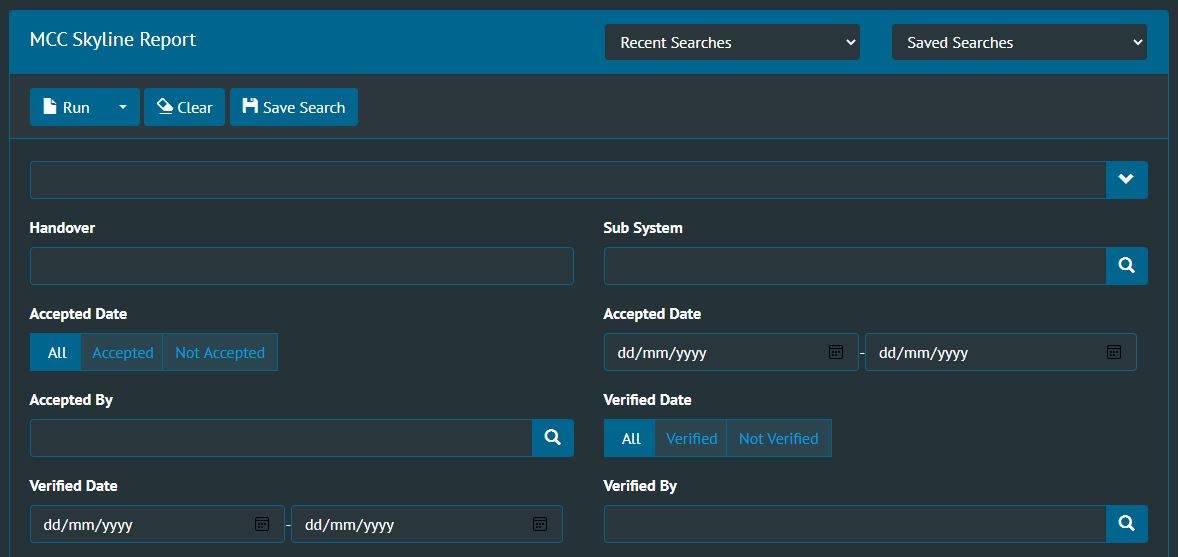 MCC Skyline Report
Recent Searches
Saved Searches
Run
Clear
Save Search
Handover
Sub System
Accepted Date
Accepted Date
All
Accepted
Not Accepted
dd/mm/yyyy
-
dd/mm/yyyy
Accepted By
Verified Date
All
Verified
Not Verified
Verified Date
Verified By
dd/mm/yyyy
-
dd/mm/yyyy